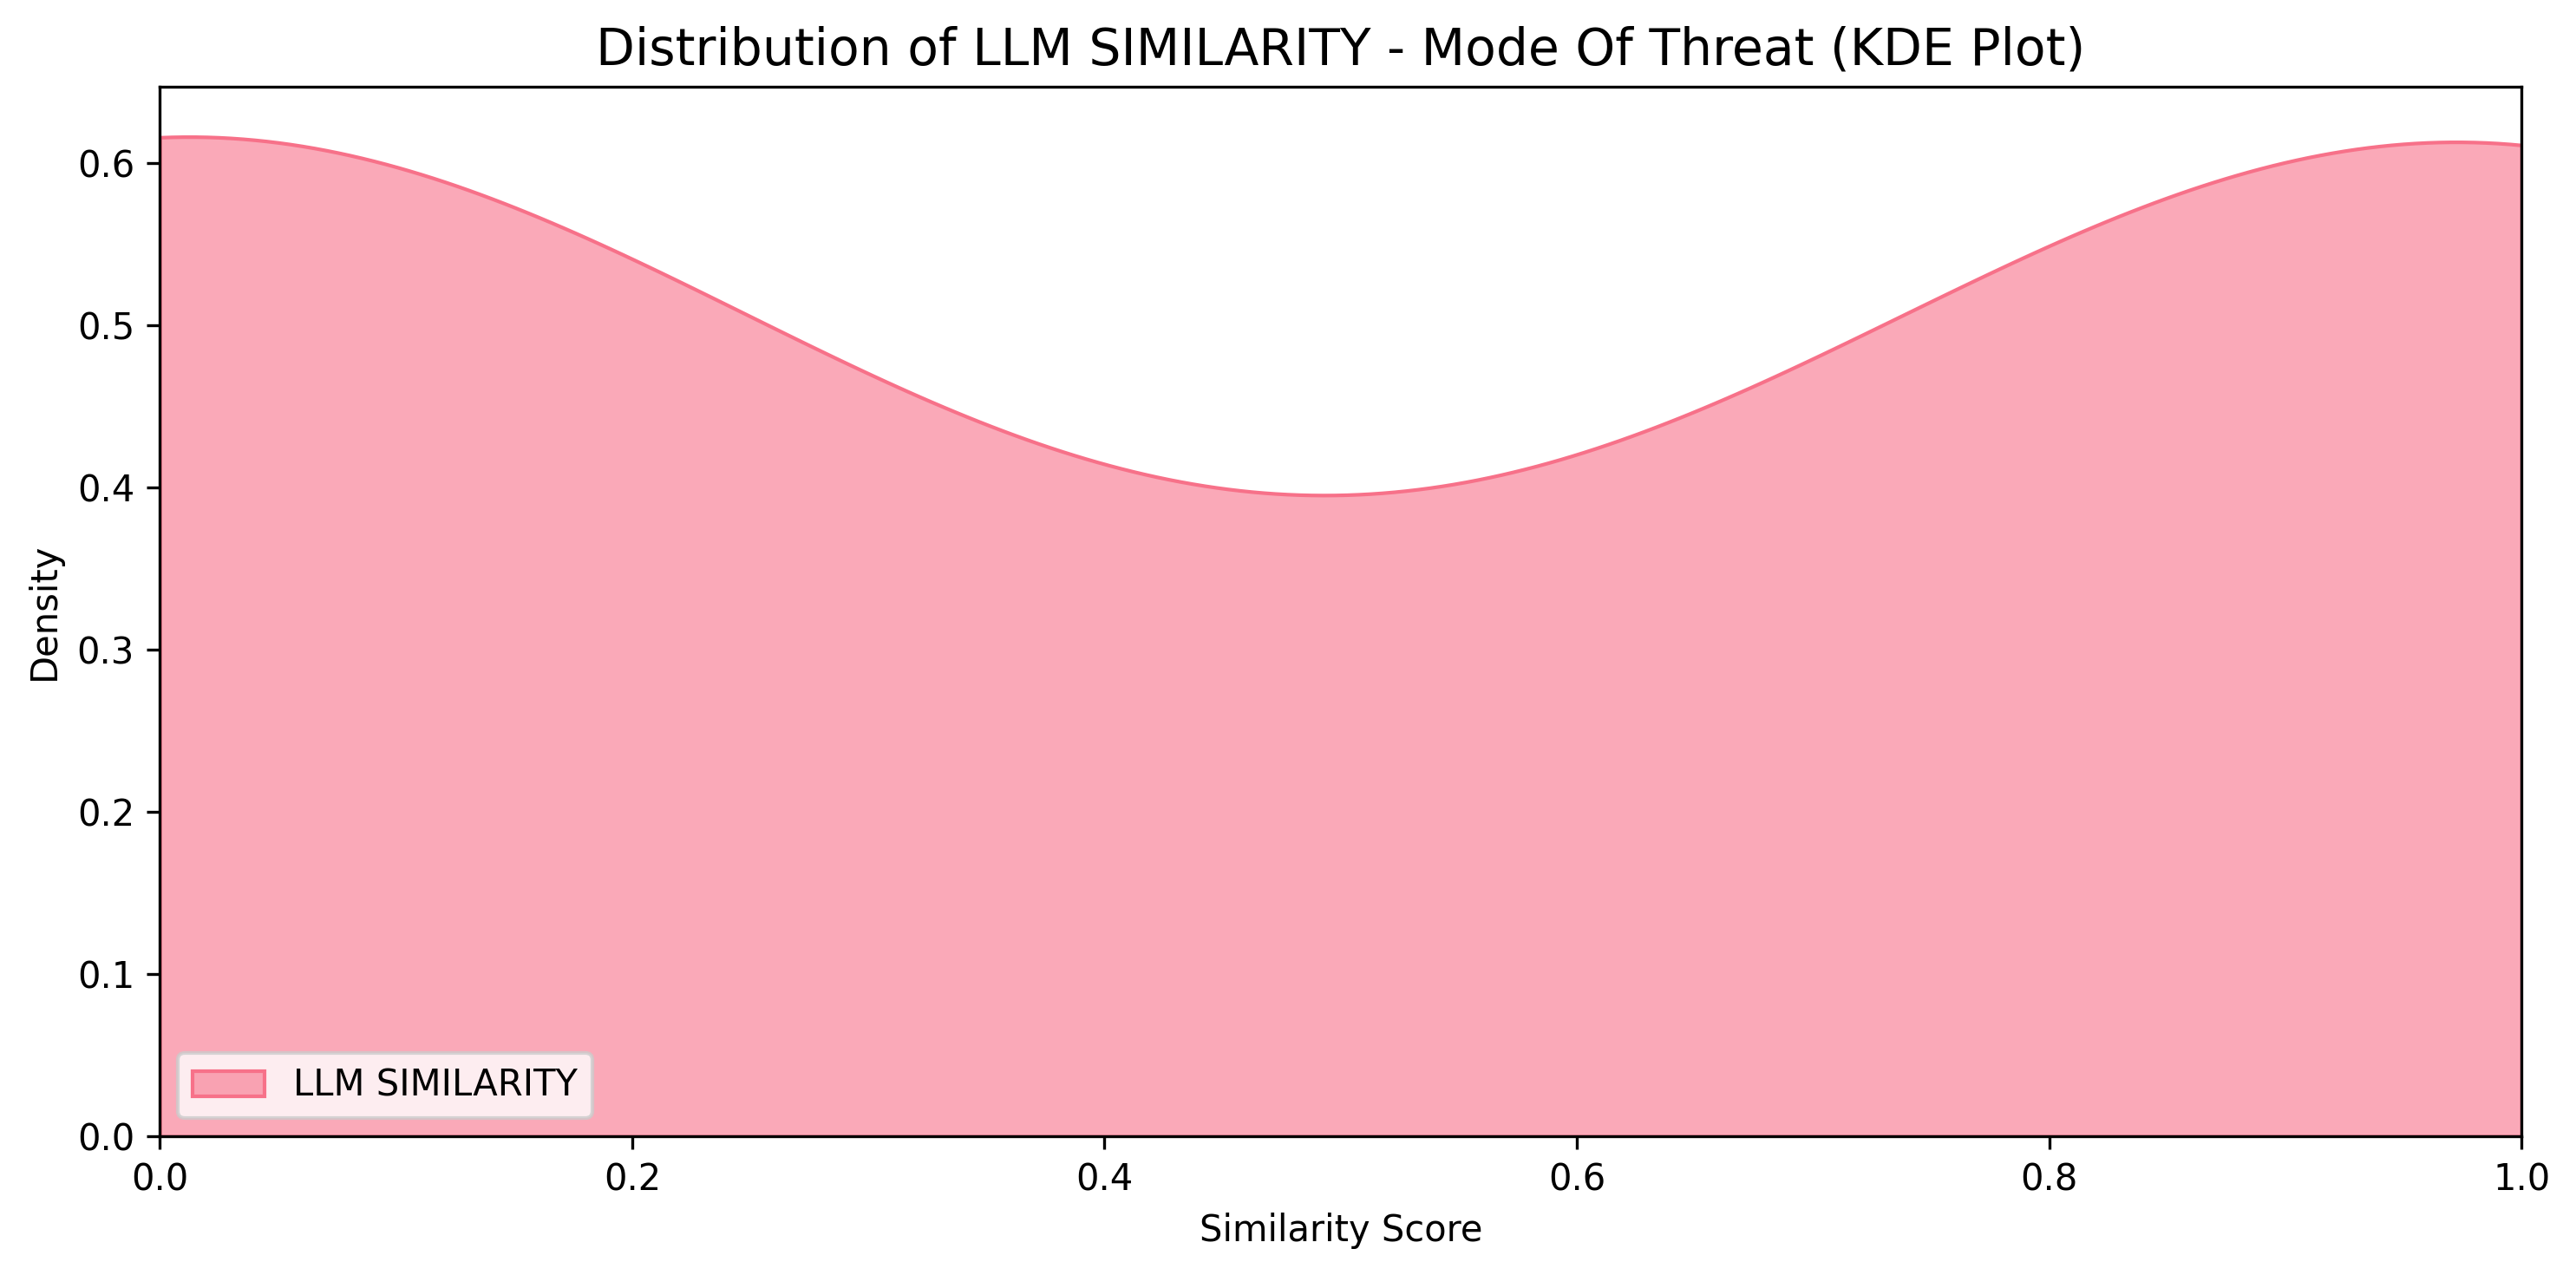 Distribution of LLM SIMILARITY - Mode Of Threat (KDE Plot)
0.6
0.5
0.4
0.3
0.2
0.1
0.0
Density
LLM SIMILARITY
0.0 0.2 0.4 0.6 0.8 1.0
Similarity Score